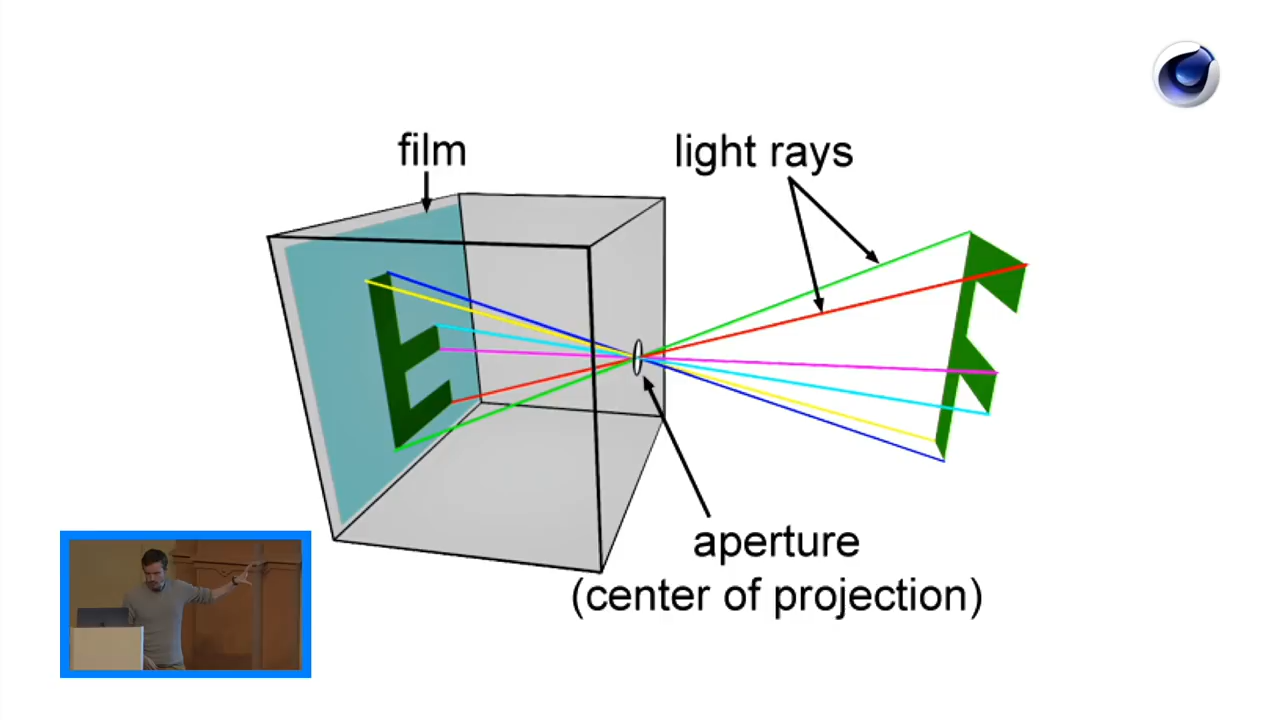 film
light rays
aperture
(center of projection)